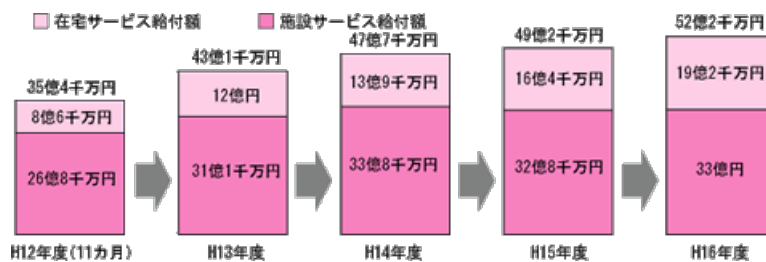 在宅サービス給付額 施設サービス給付額
35億4千万円
8億6千万円
26億8千万円
H12年度(11カ月)
43億1千万円
12億円
31億1千万円
H13年度
47億7千万円
13億9千万円
33億8千万円
H14年度
49億2千万円
16億4千万円
32億8千万円
H15年度
52億2千万円
19億2千万円
33億円
H16年度